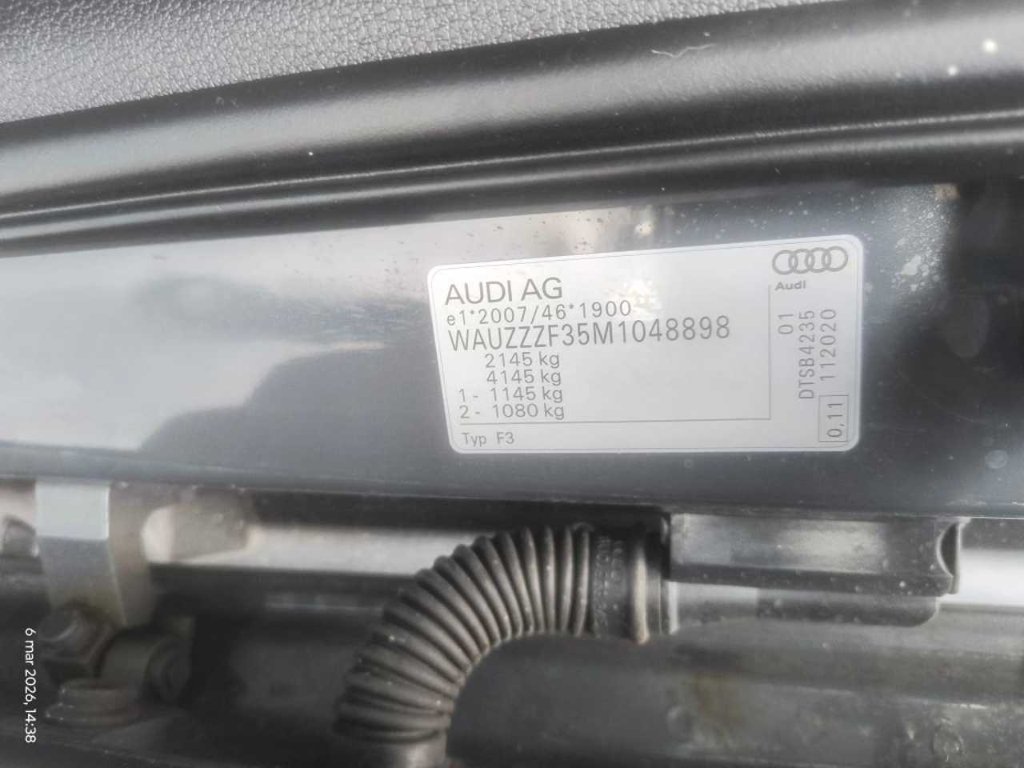 AUDI AG
e1*2007/46*1900
WAUZZZF35M1048898
2145 kg
4145 kg
1 - 1145 kg
2 - 1080 kg
Typ F3
Audi
01
DTSB4235
112020
0,11
6 mar 2026, 14:38